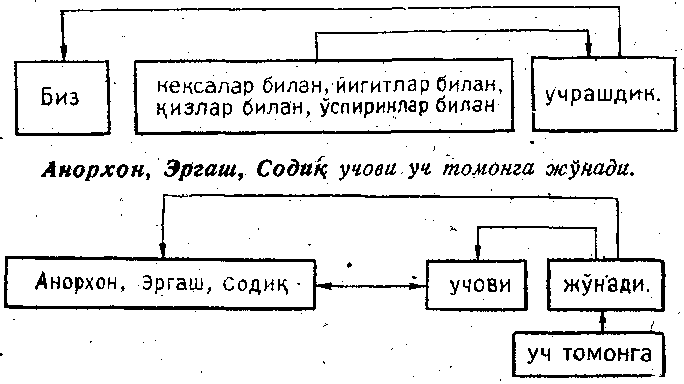 Биз
кексалар билан, йигитлар билан,
қизлар билан, ўспиринлар билан
учрашдик.
Анорхон, Эргаш, Содиқ учови уч томонга жўнади.
Анорхон, Эргаш, Содиқ
учови
жўнади.
уч томонга